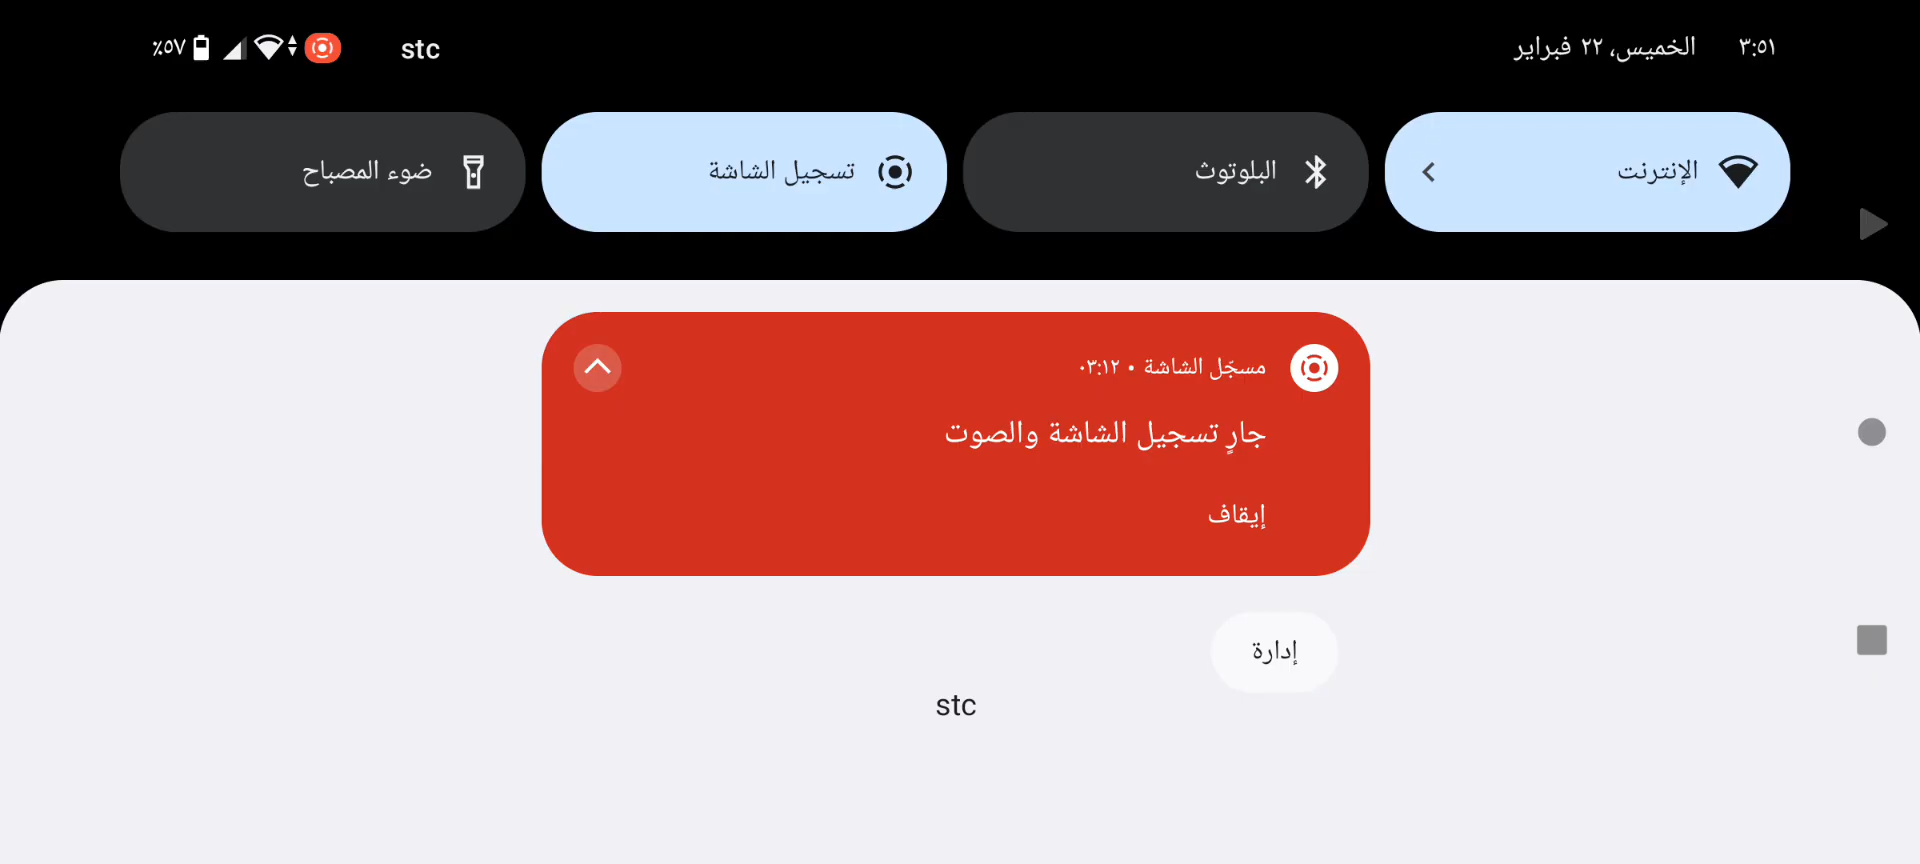 ٣:٥١ الخميس، ٢٢ فبراير stc ٪٥٧
الإنترنت البلوتوث تسجيل الشاشة ضوء المصباح
مسجّل الشاشة • ٠٣:١٢
جارٍ تسجيل الشاشة والصوت
إيقاف
إدارة
stc